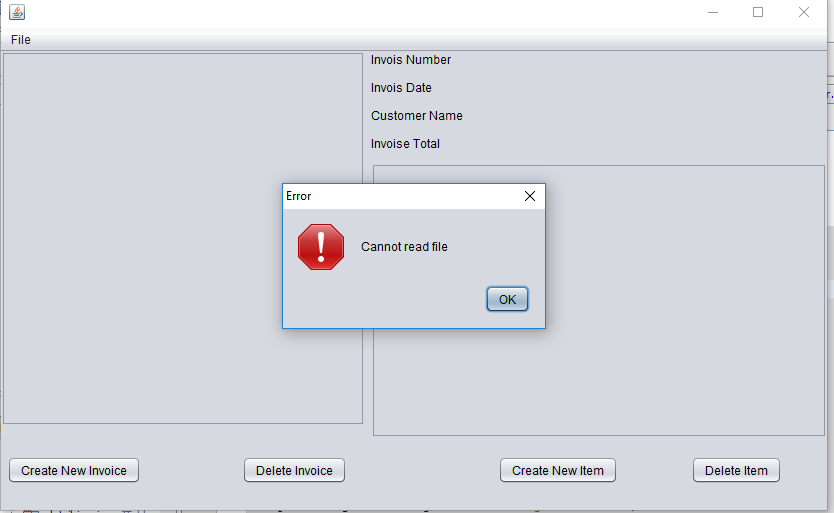 File
Invois Number
Invois Date
Customer Name
Invoise Total
Error
Cannot read file
OK
Create New Invoice
Delete Invoice
Create New Item
Delete Item